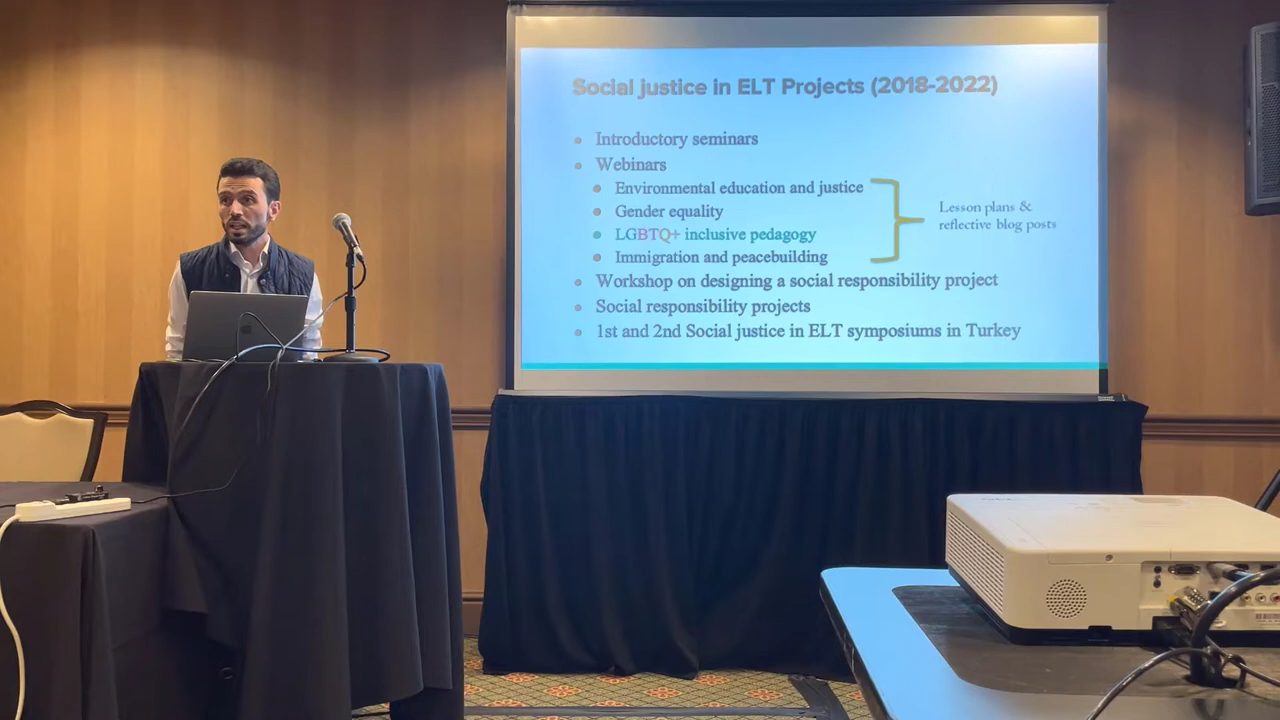 Social justice in ELT Projects (2018-2022)
Introductory seminars
Webinars
Environmental education and justice
Gender equality
LGBTQ+ inclusive pedagogy
Immigration and peacebuilding
Lesson plans &
reflective blog posts
Workshop on designing a social responsibility project
Social responsibility projects
1st and 2nd Social justice in ELT symposiums in Turkey